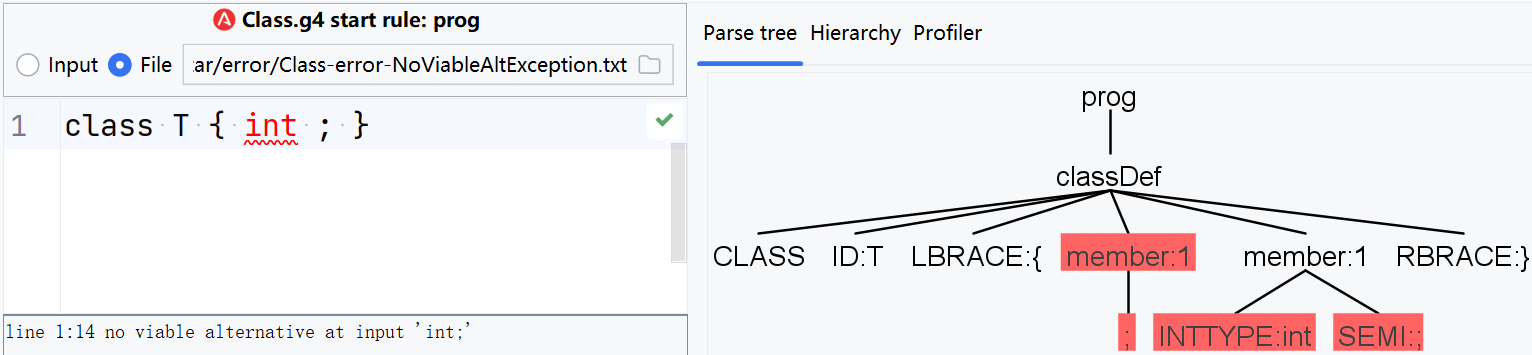 Class.g4 start rule: prog
Input File :ar/error/Class-error-NoViableAltException.txt
1 class T { int ; }
line 1:14 no viable alternative at input 'int;'
Parse tree Hierarchy Profiler
prog
classDef
CLASS ID:T LBRACE:{ member:1 member:1 RBRACE:}
; INTTYPE:int SEMI:;